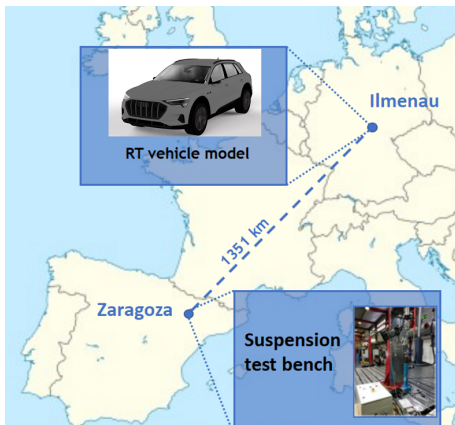 Ilmenau
RT vehicle model
1351 km
Zaragoza
Suspension
test bench